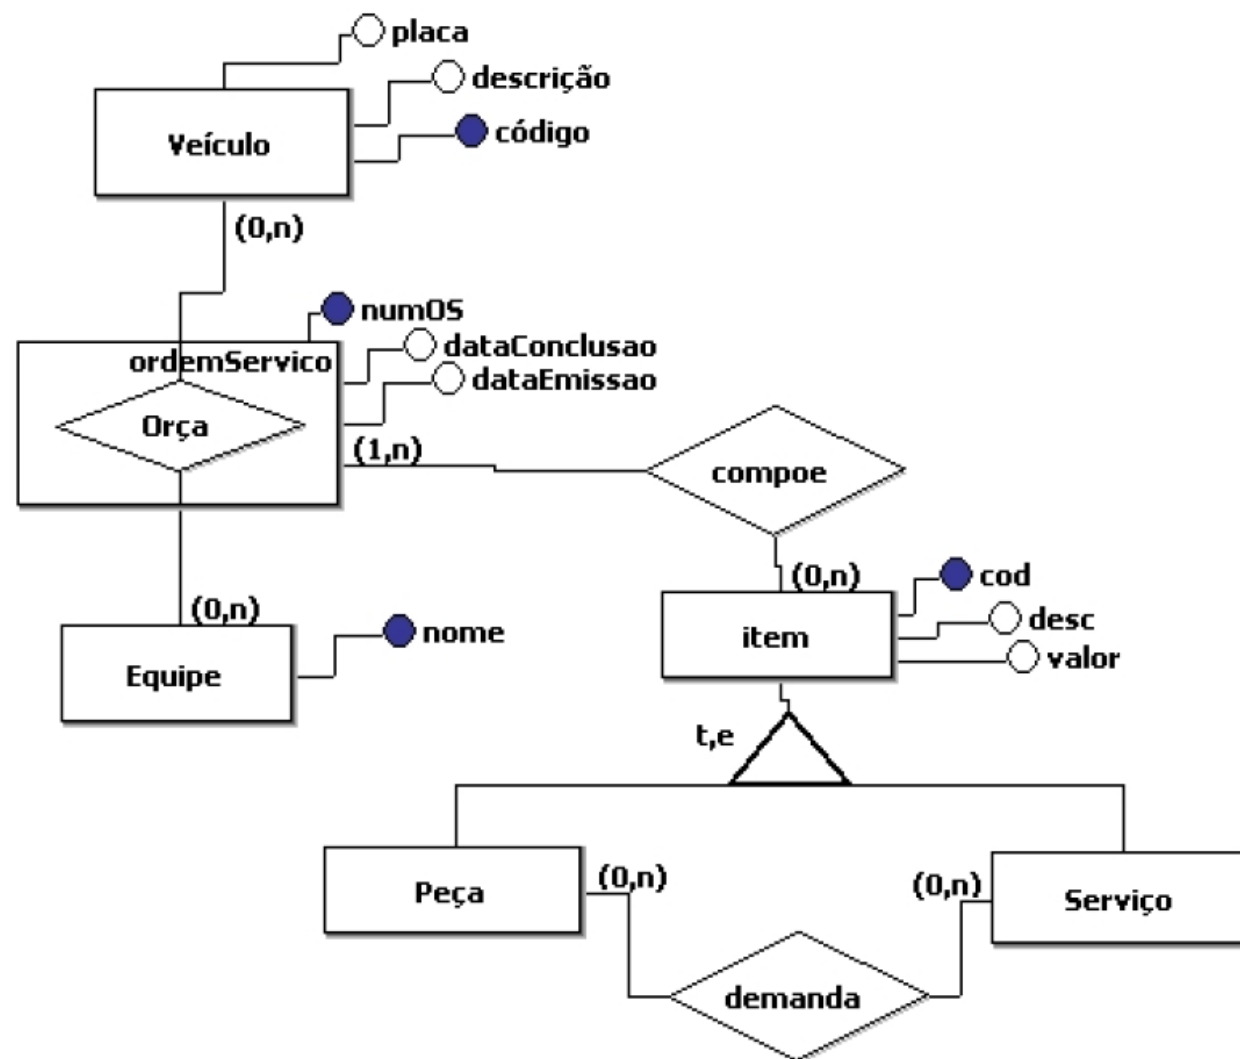 placa
descrição
código
Veículo
(0,n)
numOS
ordemServico
dataConclusao
dataEmissao
Orça
(1,n)
compoe
(0,n)
(0,n)
cod
desc
valor
item
nome
Equipe
t,e
Peça
(0,n)
(0,n)
Serviço
demanda